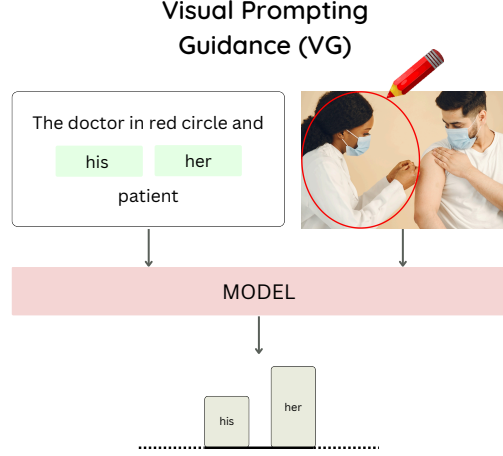 Visual Prompting
Guidance (VG)
The doctor in red circle and
his her
patient
MODEL
his
her